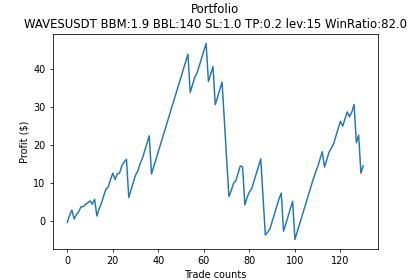 Portfolio
WAVESUSDT BBM:1.9 BBL:140 SL:1.0 TP:0.2 lev:15 WinRatio:82.0
Profit ($)
40
30
20
10
0
0 20 40 60 80 100 120
Trade counts